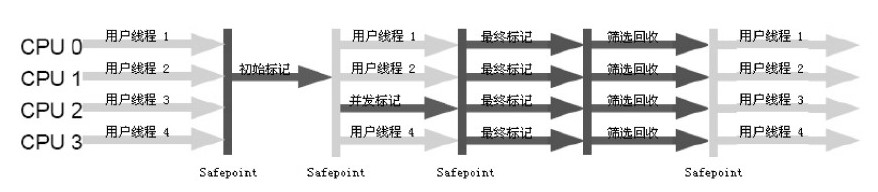 CPU 0 用户线程 1 用户线程 1 最终标记 筛选回收 用户线程 1
CPU 1 用户线程 2 初始标记 用户线程 2 最终标记 筛选回收 用户线程 2
CPU 2 用户线程 3 并发标记 最终标记 筛选回收 用户线程 3
CPU 3 用户线程 4 用户线程 4 最终标记 筛选回收 用户线程 4
Safepoint Safepoint Safepoint Safepoint